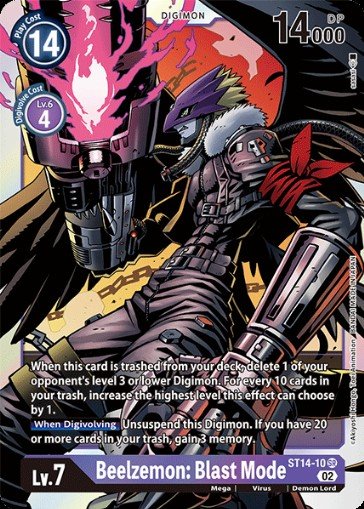 DIGIMON
Play Cost
14
DP
14000
Digivolve Cost
Lv.6
4
When this card is trashed from your deck, delete 1 of your
opponent's level 3 or lower Digimon. For every 10 cards in
your trash, increase the highest level this effect can choose
by 1.
When Digivolving Unsuspend this Digimon. If you have 20
or more cards in your trash, gain 3 memory.
Lv.7
Beelzemon: Blast Mode
ST14-10 SR
02
Mega | Virus | Demon Lord